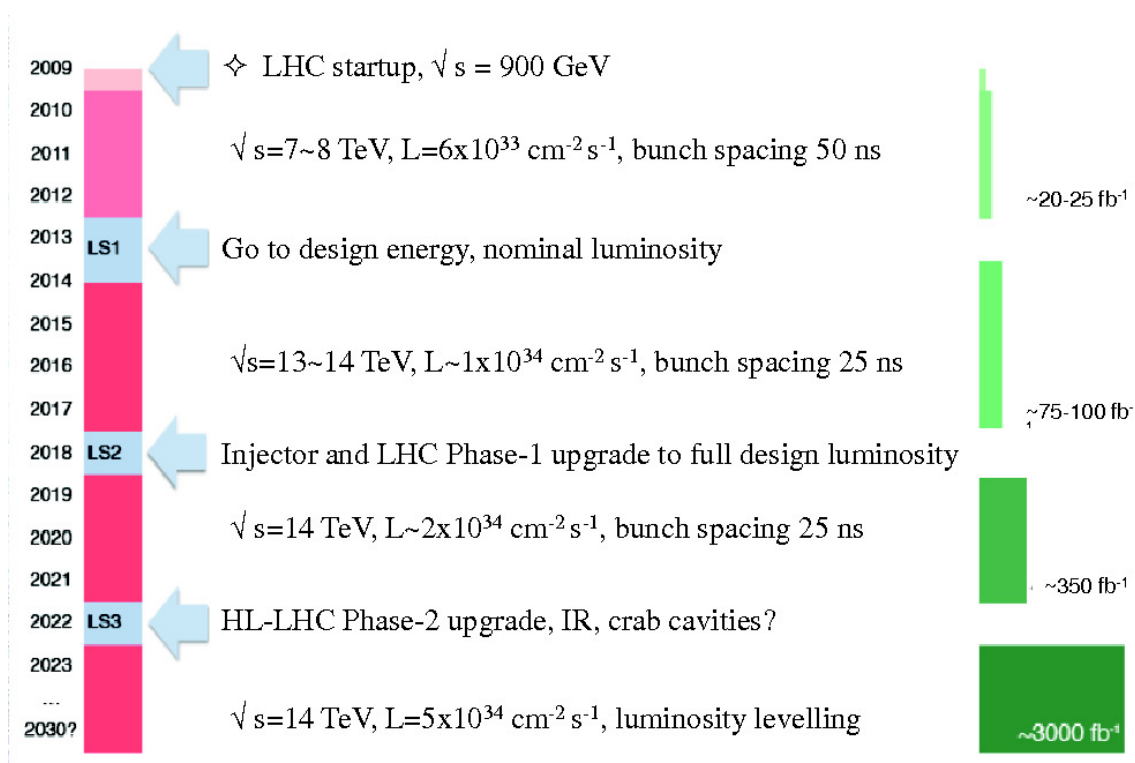 2009 ✧ LHC startup, √ s = 900 GeV
2010
√ s=7~8 TeV, L=6x10³³ cm⁻² s⁻¹, bunch spacing 50 ns
2011
2012 ~20-25 fb⁻¹
2013 LS1 Go to design energy, nominal luminosity
2014
2015
2016 √s=13~14 TeV, L~1x10³⁴ cm⁻² s⁻¹, bunch spacing 25 ns
2017 ~75-100 fb⁻¹
2018 LS2 Injector and LHC Phase-1 upgrade to full design luminosity
2019
2020 √ s=14 TeV, L~2x10³⁴ cm⁻² s⁻¹, bunch spacing 25 ns
2021 ~350 fb⁻¹
2022 LS3 HL-LHC Phase-2 upgrade, IR, crab cavities?
2023
...
2030? √ s=14 TeV, L=5x10³⁴ cm⁻² s⁻¹, luminosity levelling ~3000 fb⁻¹